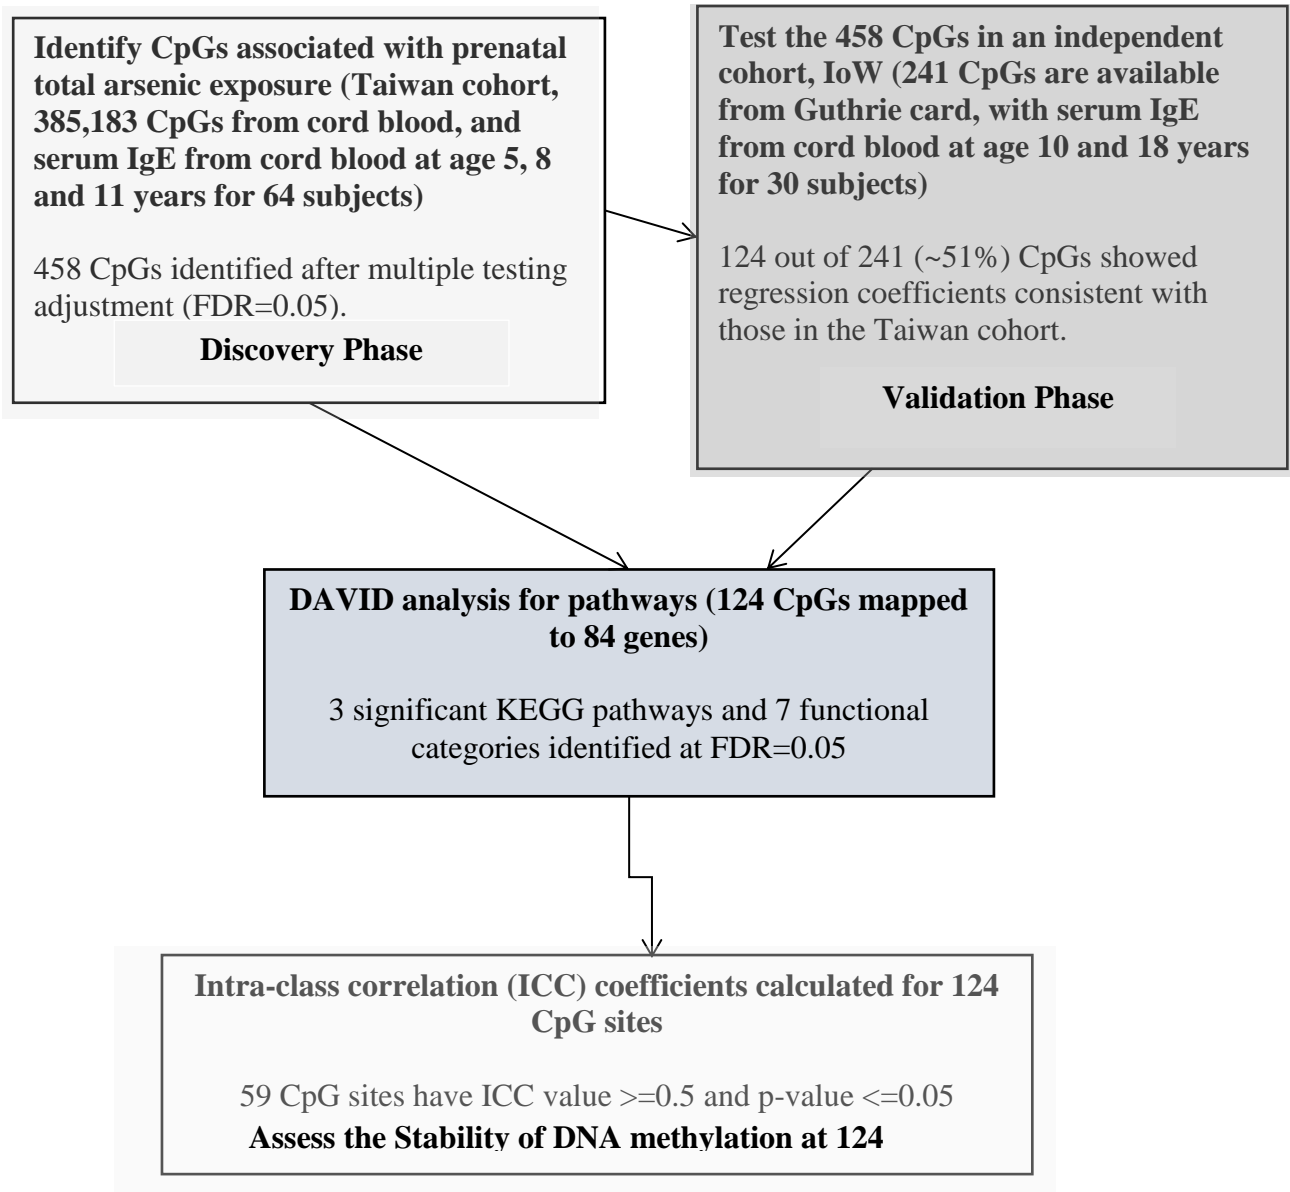 Identify CpGs associated with prenatal
total arsenic exposure (Taiwan cohort,
385,183 CpGs from cord blood, and
serum IgE from cord blood at age 5, 8
and 11 years for 64 subjects)
458 CpGs identified after multiple testing
adjustment (FDR=0.05).
Discovery Phase
Test the 458 CpGs in an independent
cohort, IoW (241 CpGs are available
from Guthrie card, with serum IgE
from cord blood at age 10 and 18 years
for 30 subjects)
124 out of 241 (~51%) CpGs showed
regression coefficients consistent with
those in the Taiwan cohort.
Validation Phase
DAVID analysis for pathways (124 CpGs mapped
to 84 genes)
3 significant KEGG pathways and 7 functional
categories identified at FDR=0.05
Intra-class correlation (ICC) coefficients calculated for 124
CpG sites
59 CpG sites have ICC value >=0.5 and p-value <=0.05
Assess the Stability of DNA methylation at 124